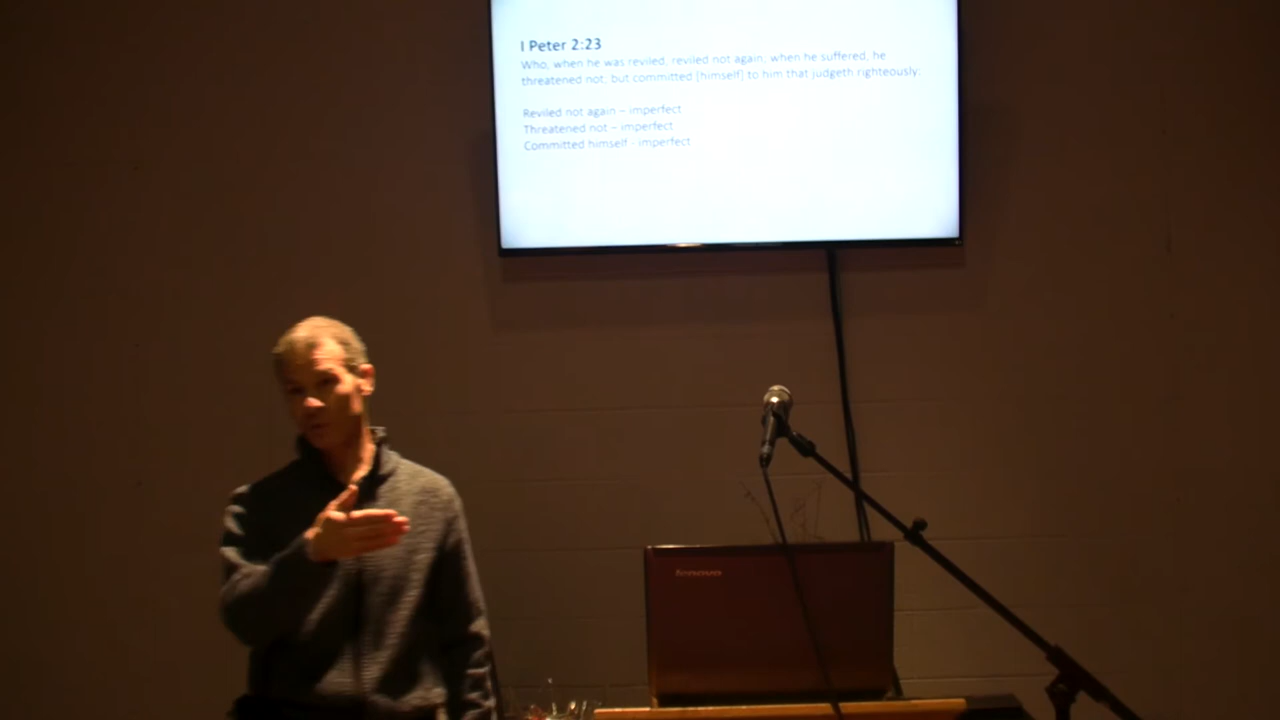 I Peter 2:23
Who, when he was reviled, reviled not again; when he suffered, he
threatened not; but committed [himself] to him that judgeth righteously:
Reviled not again – imperfect
Threatened not – imperfect
Committed himself - imperfect
lenovo